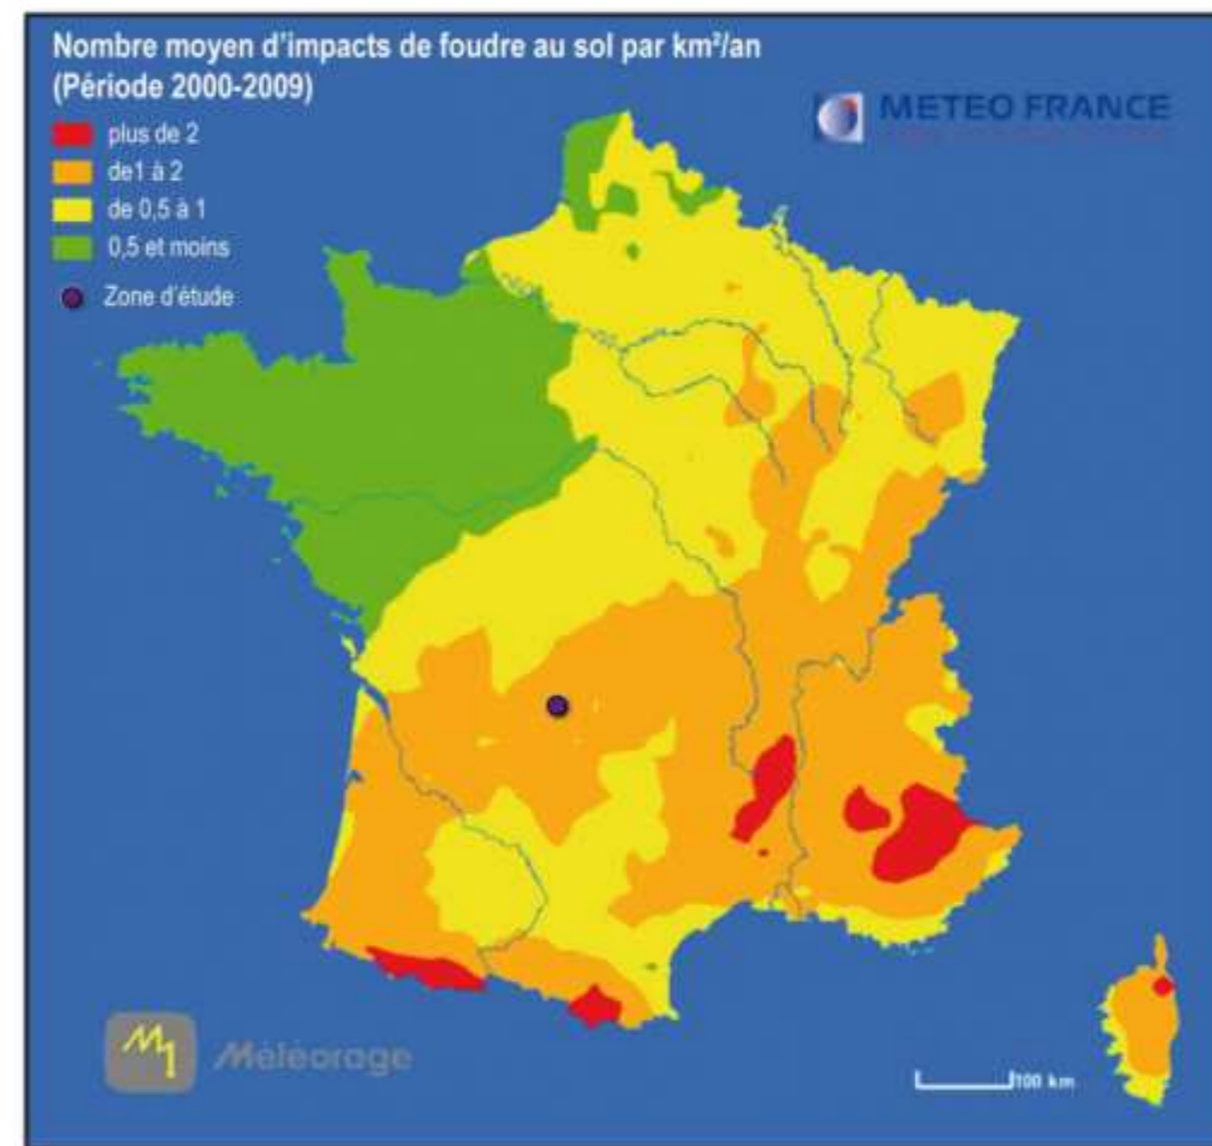 Nombre moyen d'impacts de foudre au sol par km²/an
(Période 2000-2009)
plus de 2
de1 à 2
de 0,5 à 1
0,5 et moins
Zone d'étude
METEO FRANCE
Météorage
100 km